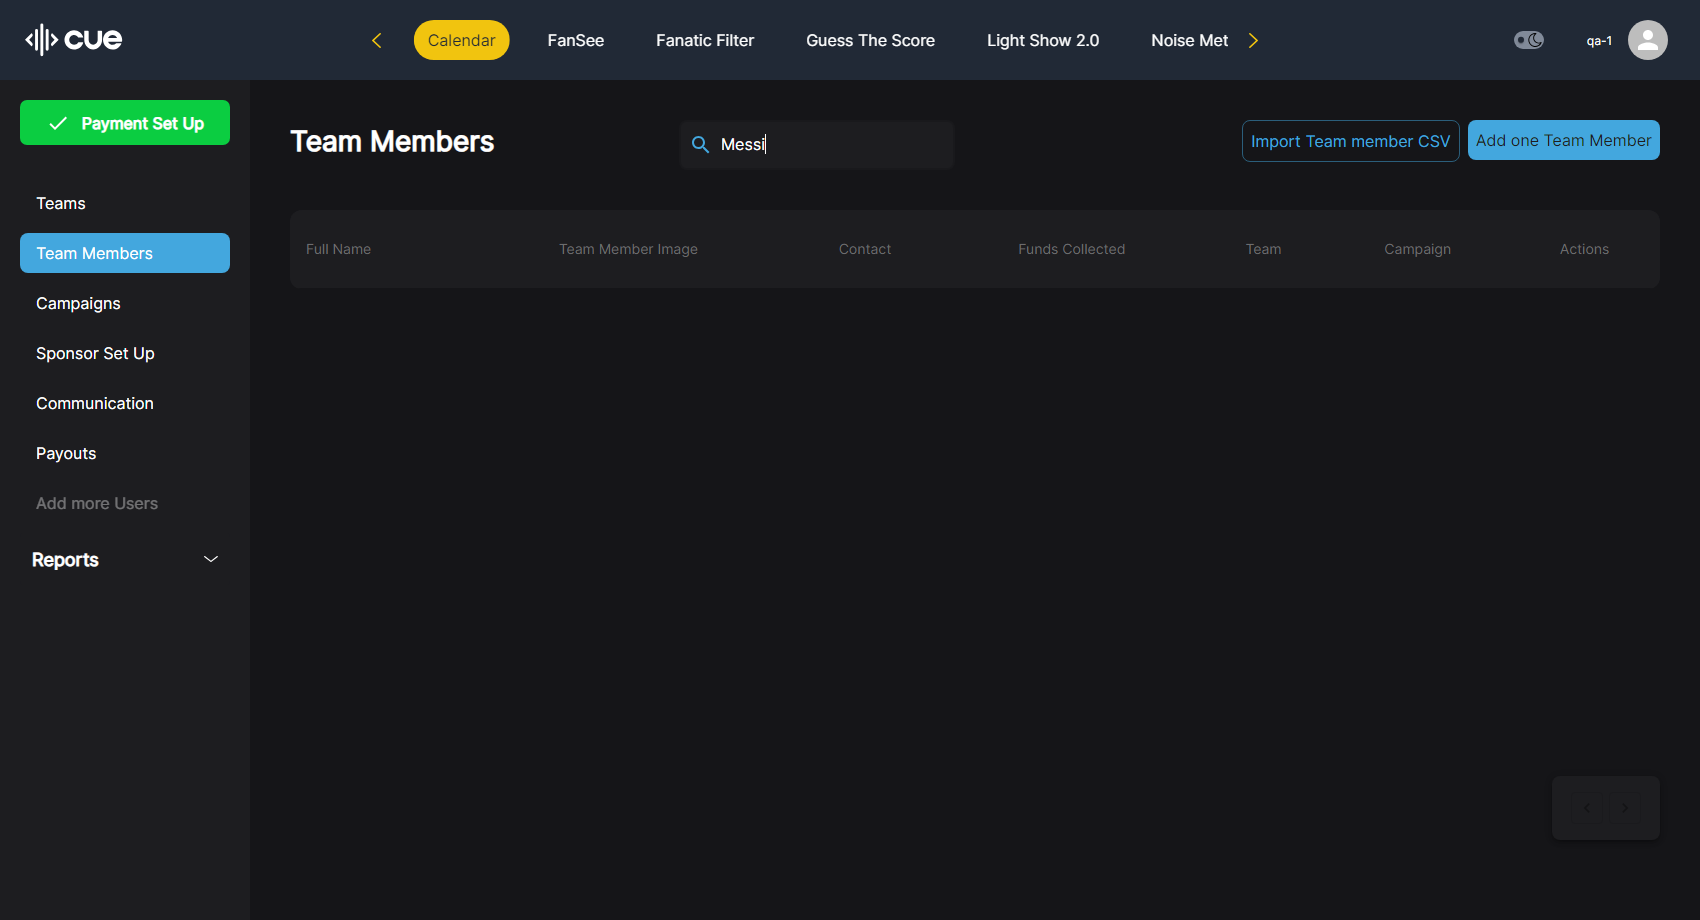 cue
Calendar
FanSee
Fanatic Filter
Guess The Score
Light Show 2.0
Noise Met
qa-1
Payment Set Up
Teams
Team Members
Campaigns
Sponsor Set Up
Communication
Payouts
Add more Users
Reports
Team Members
Messi
Import Team member CSV
Add one Team Member
Full Name
Team Member Image
Contact
Funds Collected
Team
Campaign
Actions